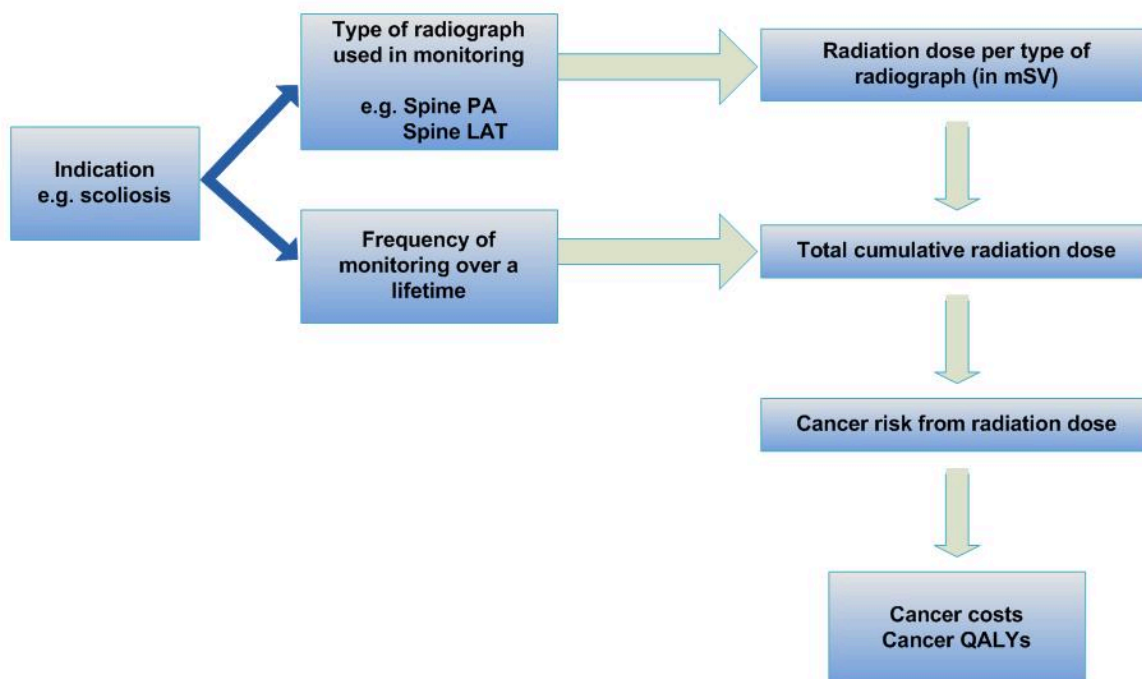 Type of radiograph
used in monitoring
e.g. Spine PA
Spine LAT
Radiation dose per type of
radiograph (in mSV)
Indication
e.g. scoliosis
Frequency of
monitoring over a
lifetime
Total cumulative radiation dose
Cancer risk from radiation dose
Cancer costs
Cancer QALYs